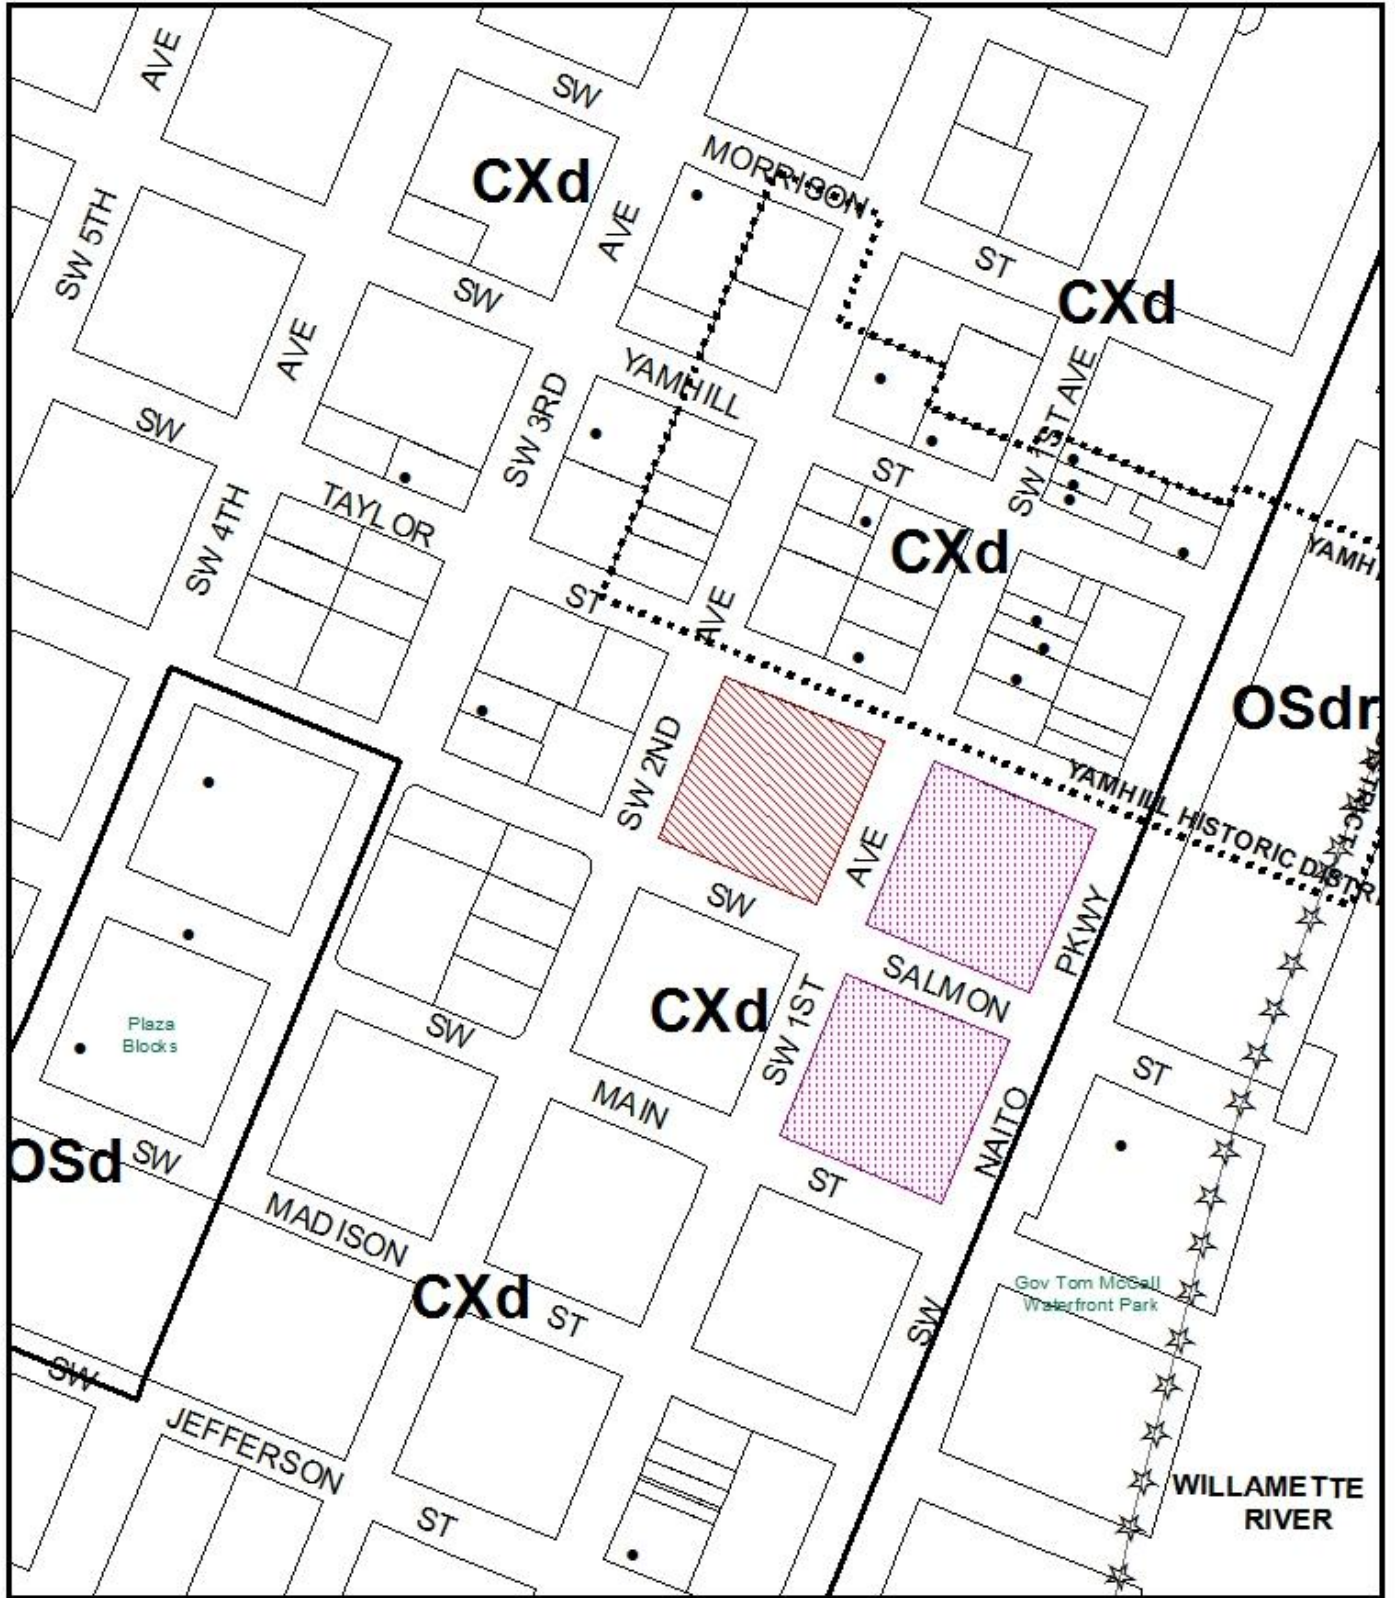 AVE
SW
CXd
MORRISON
SW 5TH
AVE
SW
ST
CXd
AVE
YAMHILL
SW 1ST AVE
SW 3RD
SW
ST
TAYLOR
SW 4TH
CXd
YAMHI
ST
AVE
OSdr
SW 2ND
YAMHILL HISTORIC DISTR
AVE
SW
PKWY
SALMON
CXd
SW 1ST
Plaza
Blocks
SW
MAIN
ST
NAITO
OSd
SW
ST
MADISON
Gov Tom McCall
Waterfront Park
CXd
ST
SW
SW
JEFFERSON
WILLAMETTE
RIVER
ST